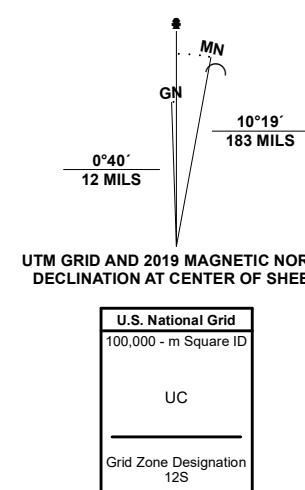 MN
GN
10°19´
183 MILS
0°40´
12 MILS
UTM GRID AND 2019 MAGNETIC NOR
DECLINATION AT CENTER OF SHEE
U.S. National Grid
100,000 - m Square ID
UC
Grid Zone Designation
12S